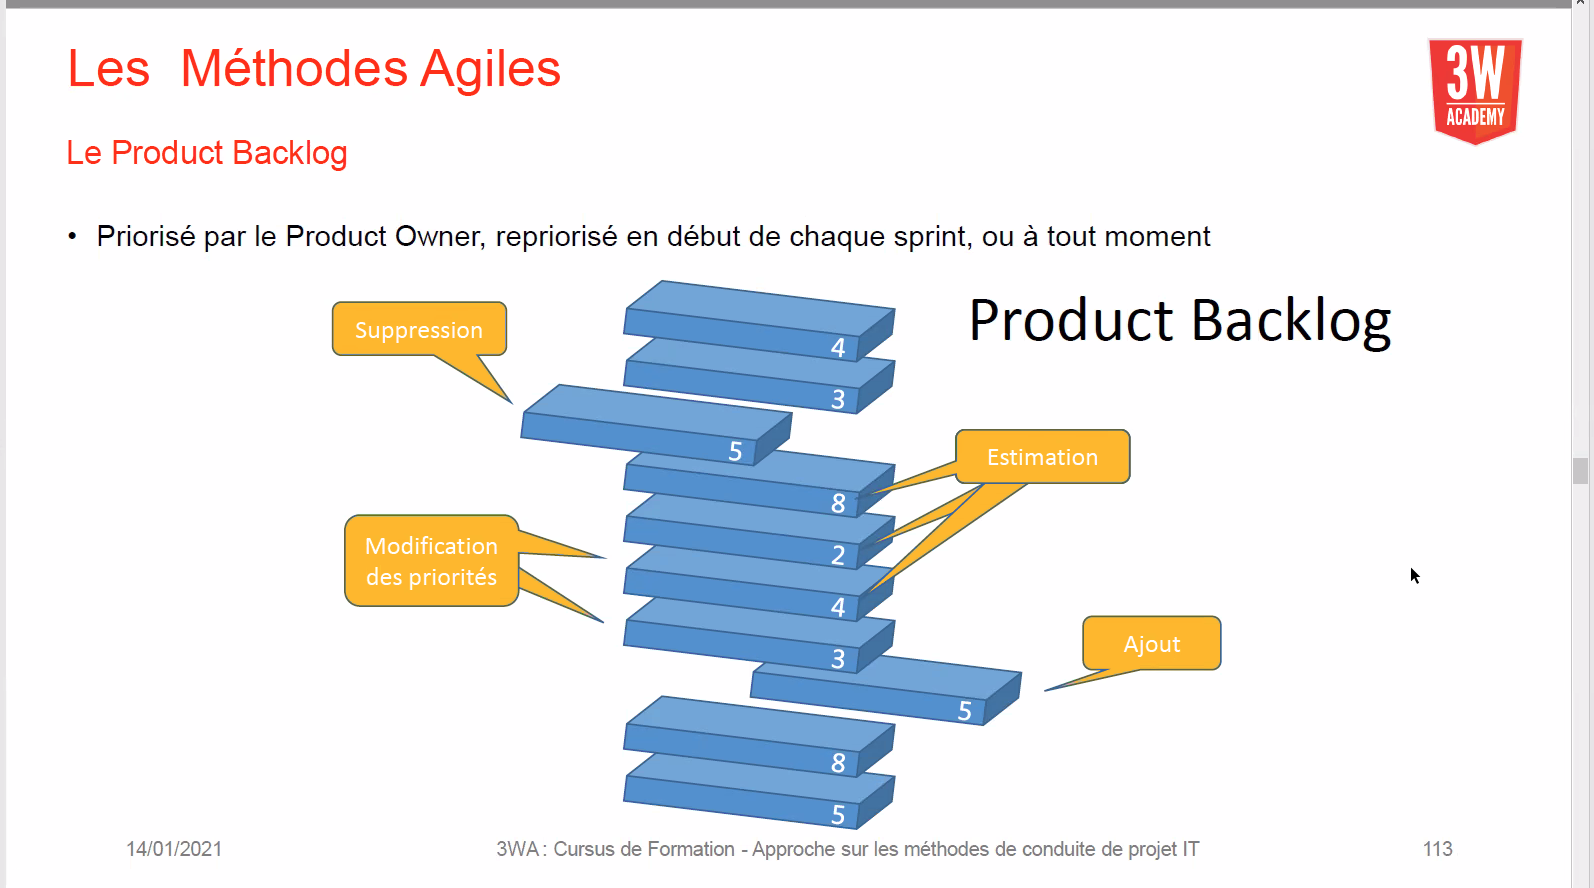 Les  Méthodes Agiles
3W
ACADEMY
Le Product Backlog
• Priorisé par le Product Owner, repriorisé en début de chaque sprint, ou à tout moment
Product Backlog
Suppression
4
3
5
Estimation
8
Modification
des priorités
2
4
3
Ajout
5
8
5
14/01/2021
3WA : Cursus de Formation - Approche sur les méthodes de conduite de projet IT
113